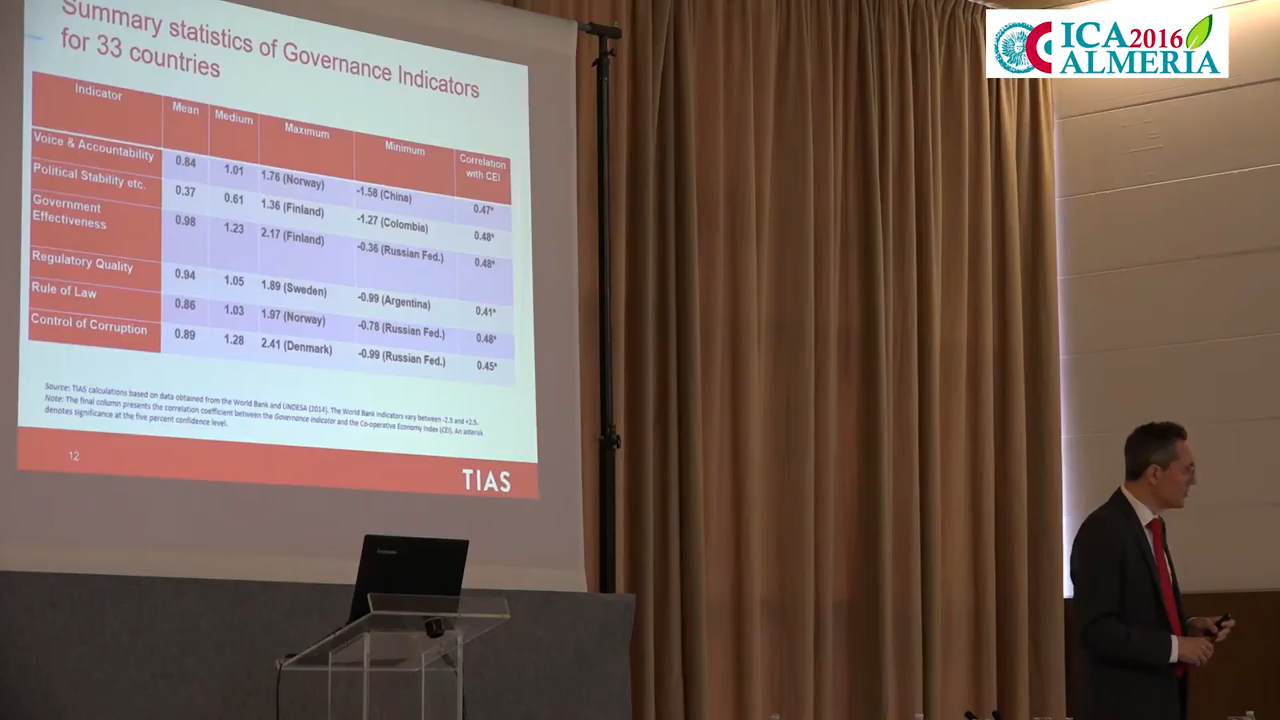 ICA 2016
ALMERIA
Summary statistics of Governance Indicators
for 33 countries
Indicator Mean Medium Maximum Minimum Correlation with CEI
Voice & Accountability 0.84 1.01 1.76 (Norway) -1.58 (China) 0.47*
Political Stability etc. 0.37 0.61 1.36 (Finland) -1.27 (Colombia) 0.48*
Government Effectiveness 0.98 1.23 2.17 (Finland) -0.36 (Russian Fed.) 0.48*
Regulatory Quality 0.94 1.05 1.89 (Sweden) -0.99 (Argentina) 0.41*
Rule of Law 0.86 1.03 1.97 (Norway) -0.78 (Russian Fed.) 0.48*
Control of Corruption 0.89 1.28 2.41 (Denmark) -0.99 (Russian Fed.) 0.45*
Source: TIAS calculations based on data obtained from the World Bank and UNDESA (2014). The World Bank indicators vary between -2.5 and +2.5.
Note: The final column presents the correlation coefficient between the Governance indicator and the Co-operative Economy Index (CEI). An asterisk
denotes significance at the five percent confidence level.
12
TIAS